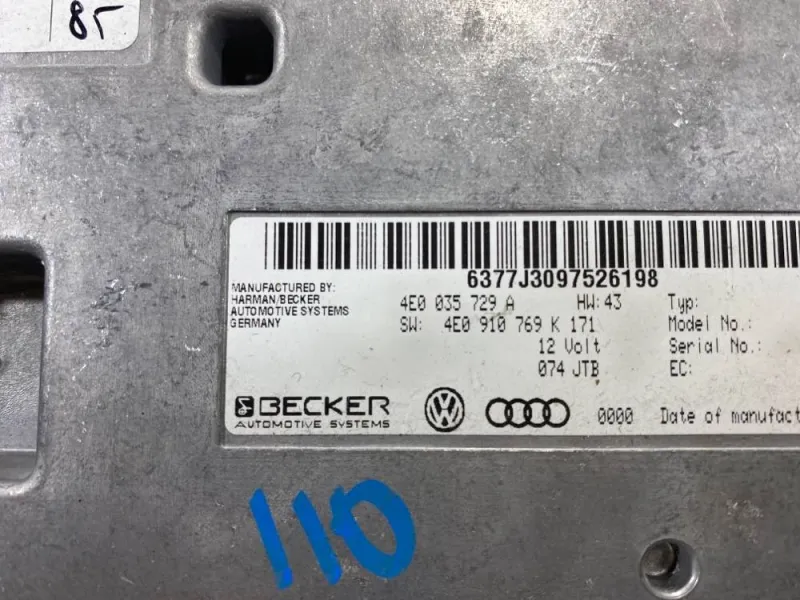 85
6377J3097526198
MANUFACTURED BY:
HARMAN/BECKER
AUTOMOTIVE SYSTEMS
GERMANY
4E0 035 729 A HW:43 Typ:
SW: 4E0 910 769 K 171 Model No.:
12 Volt Serial No.:
074 JTB EC:
BECKER
AUTOMOTIVE SYSTEMS
0000 Date of manufact
110